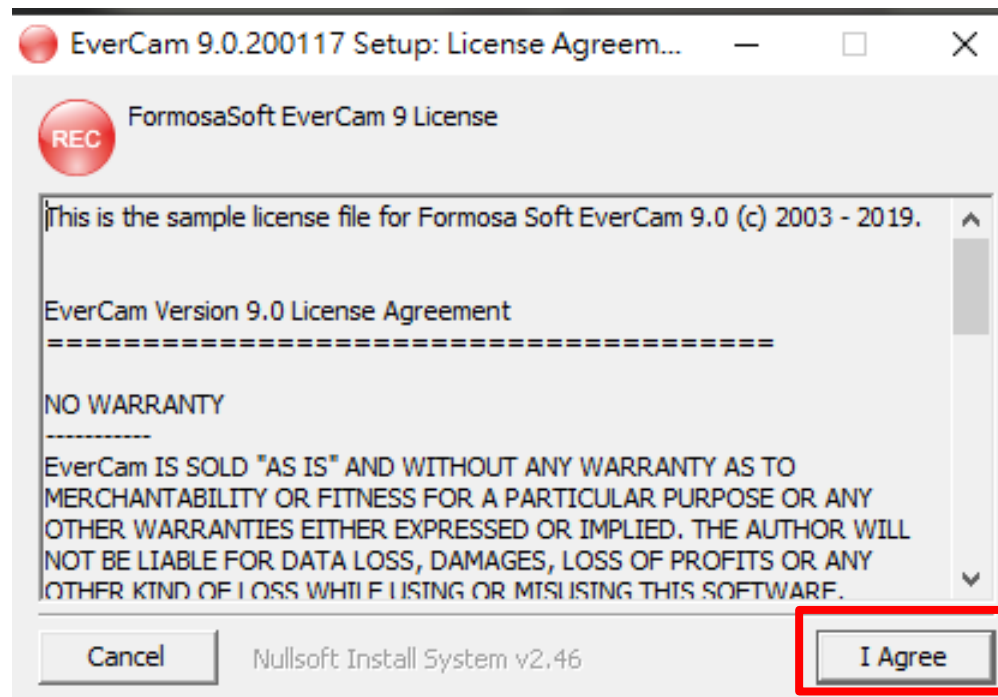 EverCam 9.0.200117 Setup: License Agreem...
FormosaSoft EverCam 9 License
REC
This is the sample license file for Formosa Soft EverCam 9.0 (c) 2003 - 2019.
EverCam Version 9.0 License Agreement
======================================
NO WARRANTY
-----------
EverCam IS SOLD "AS IS" AND WITHOUT ANY WARRANTY AS TO
MERCHANTABILITY OR FITNESS FOR A PARTICULAR PURPOSE OR ANY
OTHER WARRANTIES EITHER EXPRESSED OR IMPLIED. THE AUTHOR WILL
NOT BE LIABLE FOR DATA LOSS, DAMAGES, LOSS OF PROFITS OR ANY
OTHER KIND OF LOSS WHILE USING OR MISUSING THIS SOFTWARE.
Cancel
Nullsoft Install System v2.46
I Agree